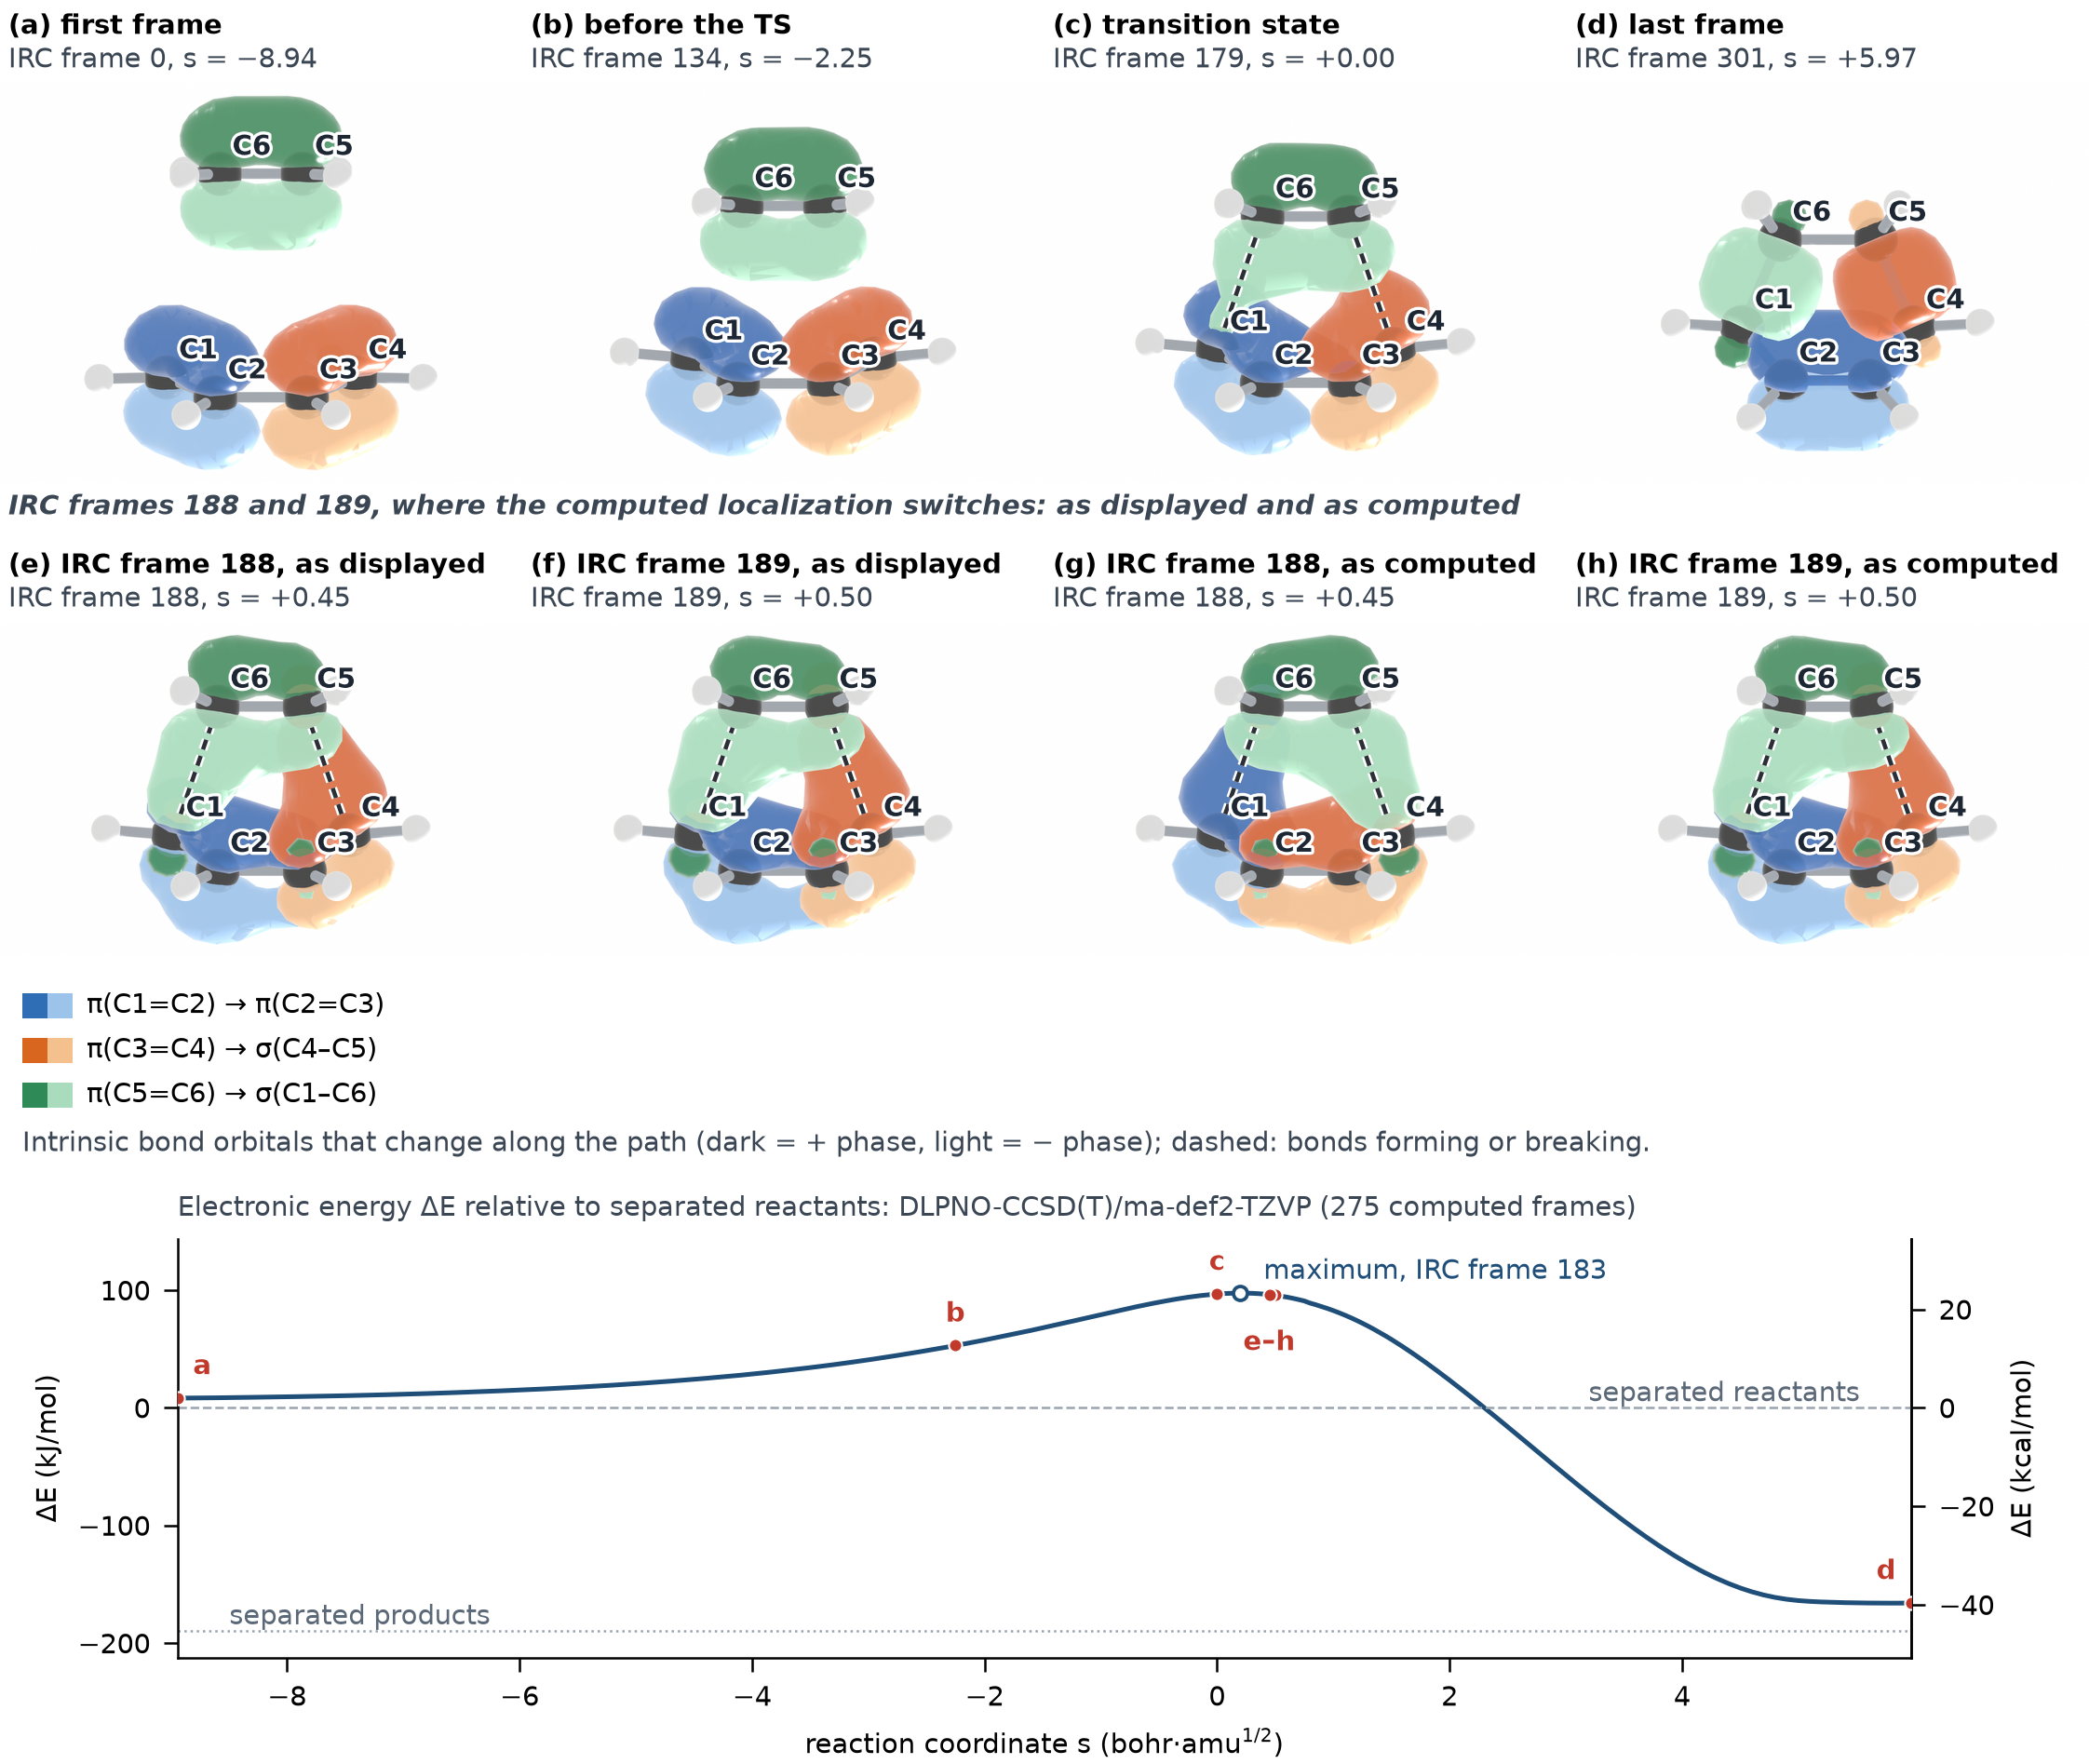 (a) first frame
IRC frame 0, s = −8.94
(b) before the TS
IRC frame 134, s = −2.25
(c) transition state
IRC frame 179, s = +0.00
(d) last frame
IRC frame 301, s = +5.97
C6 C5
C1 C2 C3 C4
C6 C5
C1 C2 C3 C4
C6 C5
C1 C2 C3 C4
C6 C5
C1 C4
C2 C3
IRC frames 188 and 189, where the computed localization switches: as displayed and as computed
(e) IRC frame 188, as displayed
IRC frame 188, s = +0.45
(f) IRC frame 189, as displayed
IRC frame 189, s = +0.50
(g) IRC frame 188, as computed
IRC frame 188, s = +0.45
(h) IRC frame 189, as computed
IRC frame 189, s = +0.50
C6 C5
C1 C4
C2 C3
C6 C5
C1 C4
C2 C3
C6 C5
C1 C4
C2 C3
C6 C5
C1 C4
C2 C3
π(C1=C2) → π(C2=C3)
π(C3=C4) → σ(C4–C5)
π(C5=C6) → σ(C1–C6)
Intrinsic bond orbitals that change along the path (dark = + phase, light = − phase); dashed: bonds forming or breaking.
Electronic energy ΔE relative to separated reactants: DLPNO-CCSD(T)/ma-def2-TZVP (275 computed frames)
ΔE (kJ/mol)
100
0
−100
−200
a
b
c
maximum, IRC frame 183
e–h
separated reactants
d
separated products
20
0
−20
−40
ΔE (kcal/mol)
−8 −6 −4 −2 0 2 4
reaction coordinate s (bohr·amu1/2)